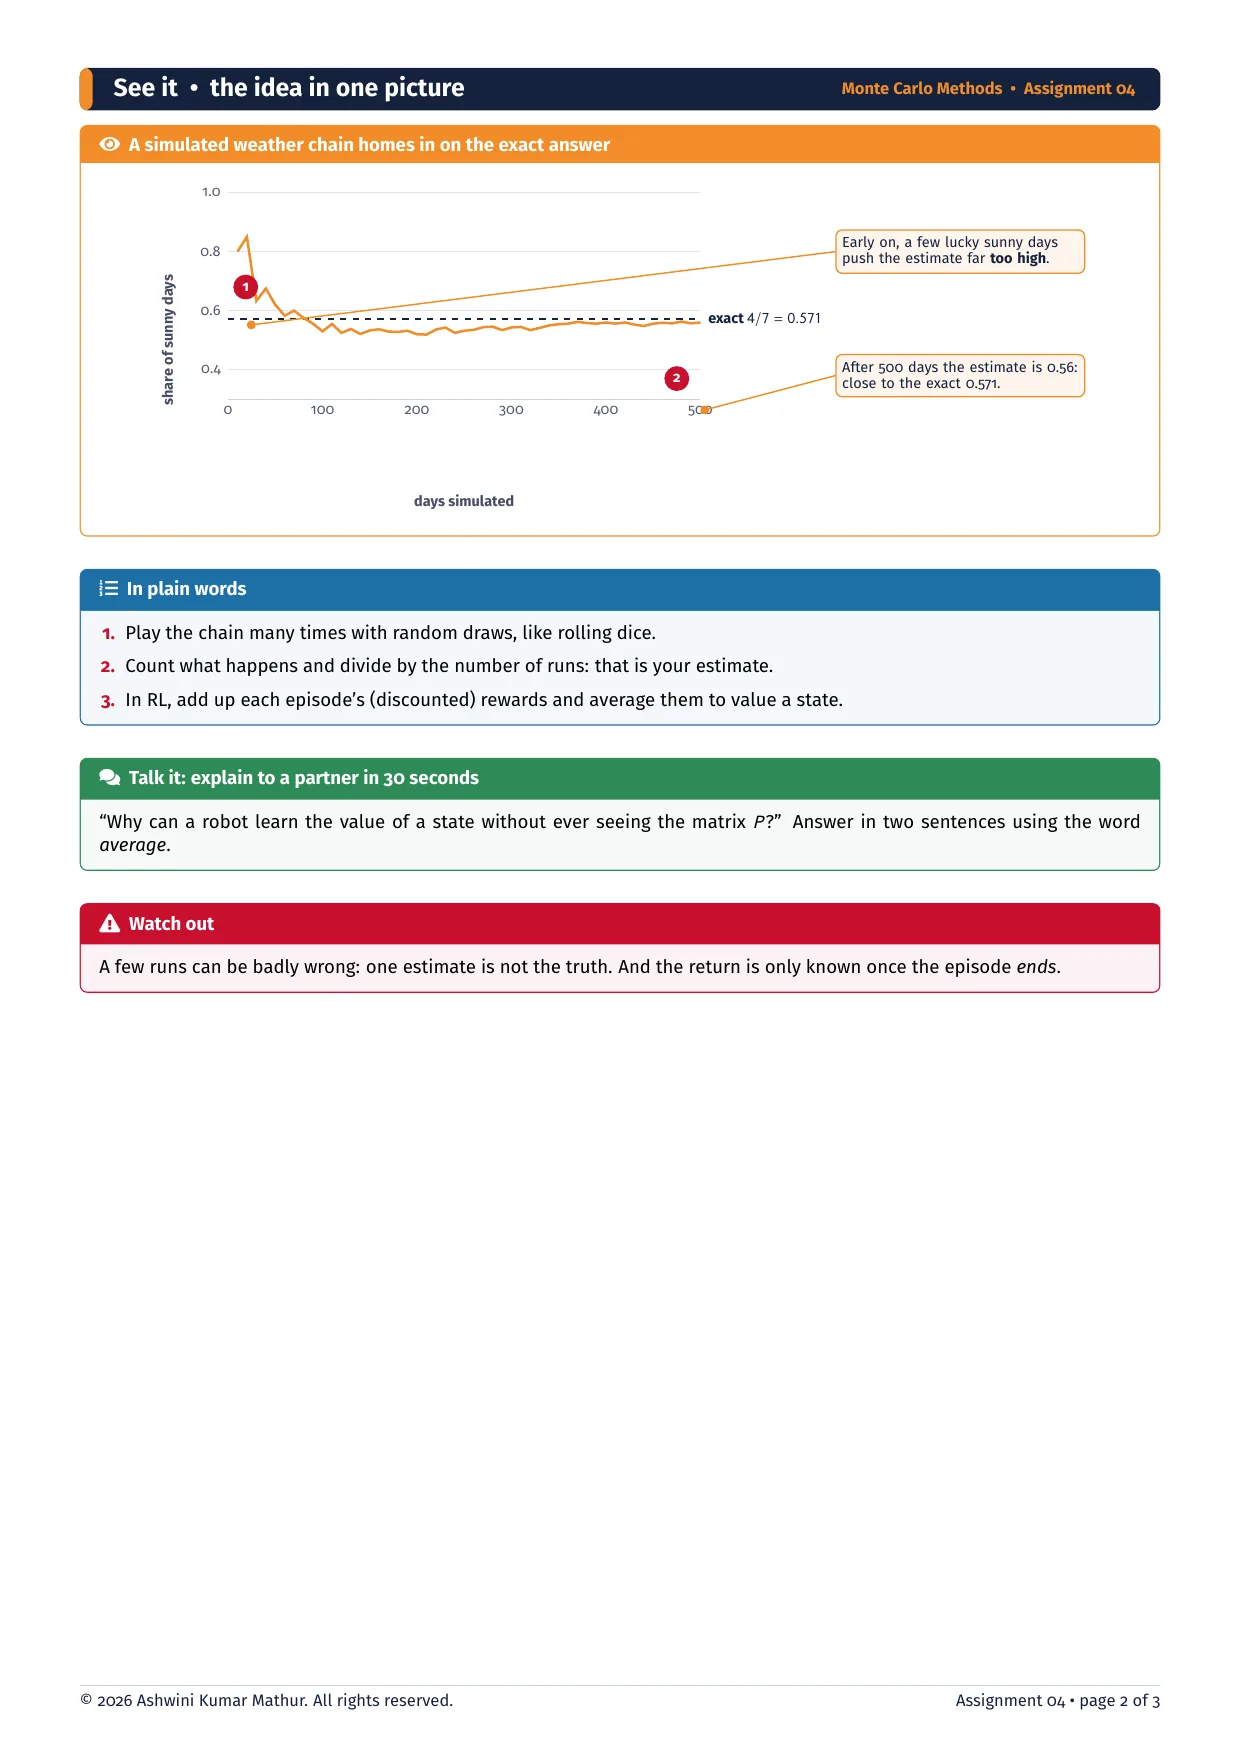 See it • the idea in one picture
Monte Carlo Methods • Assignment 04
A simulated weather chain homes in on the exact answer
1.0
0.8
0.6
0.4
share of sunny days
1
2
Early on, a few lucky sunny days
push the estimate far too high.
exact 4/7 = 0.571
After 500 days the estimate is 0.56:
close to the exact 0.571.
0 100 200 300 400 500
days simulated
In plain words
1. Play the chain many times with random draws, like rolling dice.
2. Count what happens and divide by the number of runs: that is your estimate.
3. In RL, add up each episode’s (discounted) rewards and average them to value a state.
Talk it: explain to a partner in 30 seconds
“Why can a robot learn the value of a state without ever seeing the matrix P?” Answer in two sentences using the word
average.
Watch out
A few runs can be badly wrong: one estimate is not the truth. And the return is only known once the episode ends.
© 2026 Ashwini Kumar Mathur. All rights reserved.
Assignment 04 • page 2 of 3